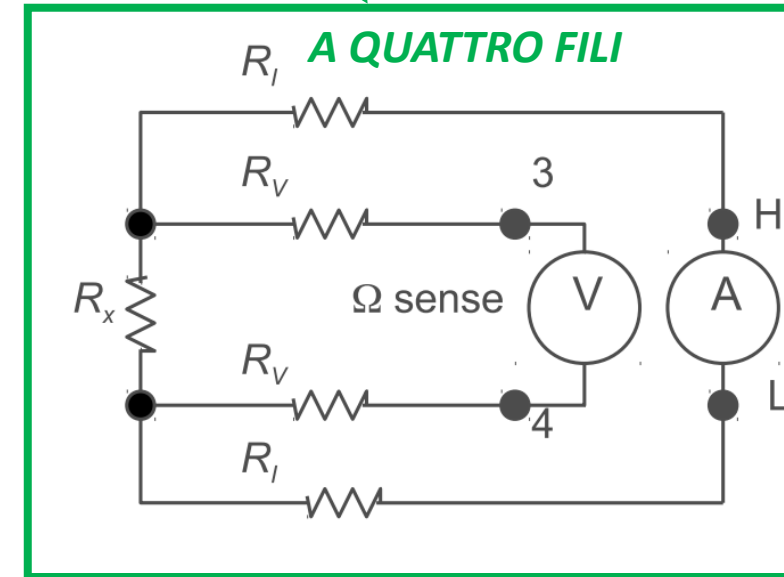 A QUATTRO FILI
R_I
R_V
3
H
R_x
Ω sense
V
A
R_V
4
L
R_I